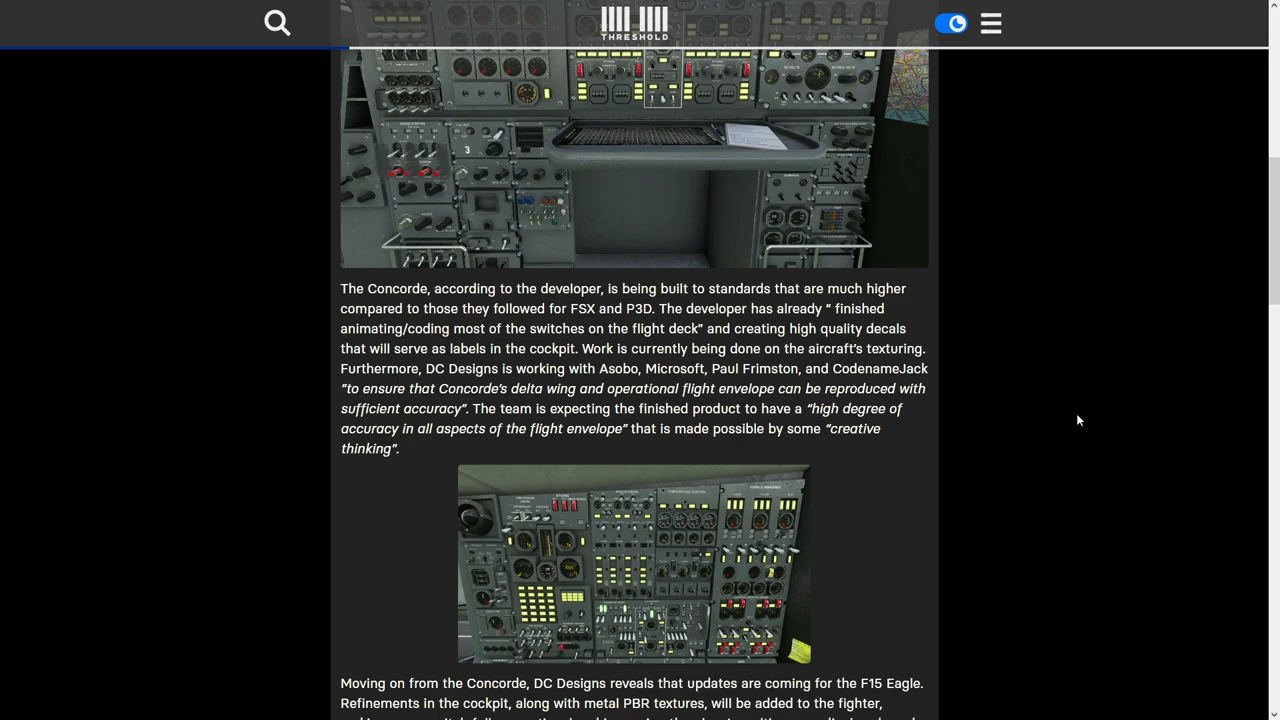 THRESHOLD
3
The Concorde, according to the developer, is being built to standards that are much higher
compared to those they followed for FSX and P3D. The developer has already “ finished
animating/coding most of the switches on the flight deck” and creating high quality decals
that will serve as labels in the cockpit. Work is currently being done on the aircraft’s texturing.
Furthermore, DC Designs is working with Asobo, Microsoft, Paul Frimston, and CodenameJack
”to ensure that Concorde’s delta wing and operational flight envelope can be reproduced with
sufficient accuracy”. The team is expecting the finished product to have a “high degree of
accuracy in all aspects of the flight envelope” that is made possible by some “creative
thinking”.
Moving on from the Concorde, DC Designs reveals that updates are coming for the F15 Eagle.
Refinements in the cockpit, along with metal PBR textures, will be added to the fighter,